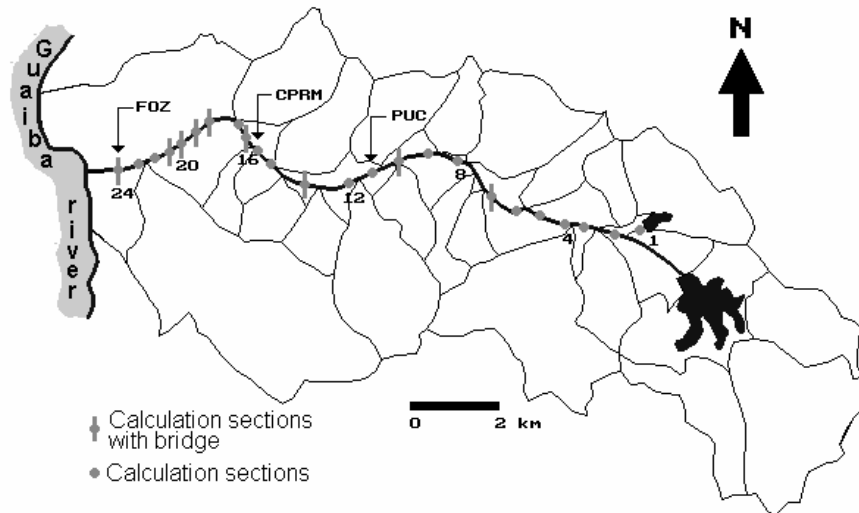 Guaiba
river
FOZ
CPRM
PUC
N
24
20
16
12
8
4
1
0 2 km
Calculation sections
with bridge
Calculation sections